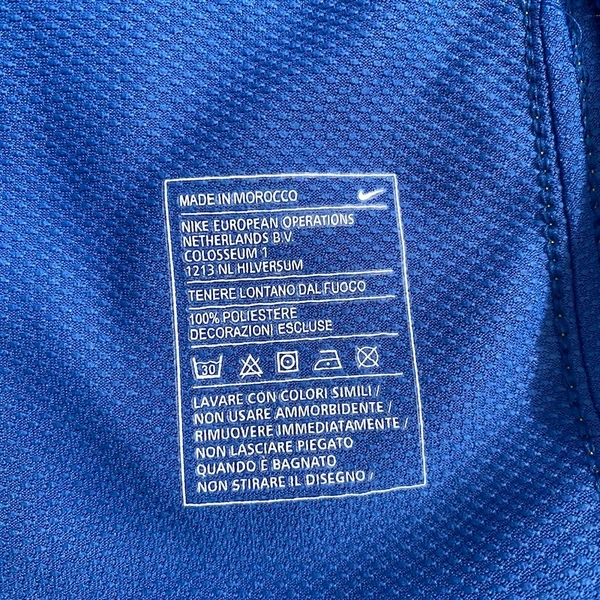 MADE IN MOROCCO
NIKE EUROPEAN OPERATIONS
NETHERLANDS B.V.
COLOSSEUM 1
1213 NL HILVERSUM
TENERE LONTANO DAL FUOCO
100% POLIESTERE
DECORAZIONI ESCLUSE
30
LAVARE CON COLORI SIMILI /
NON USARE AMMORBIDENTE /
RIMUOVERE IMMEDIATAMENTE /
NON LASCIARE PIEGATO
QUANDO E BAGNATO
NON STIRARE IL DISEGNO /